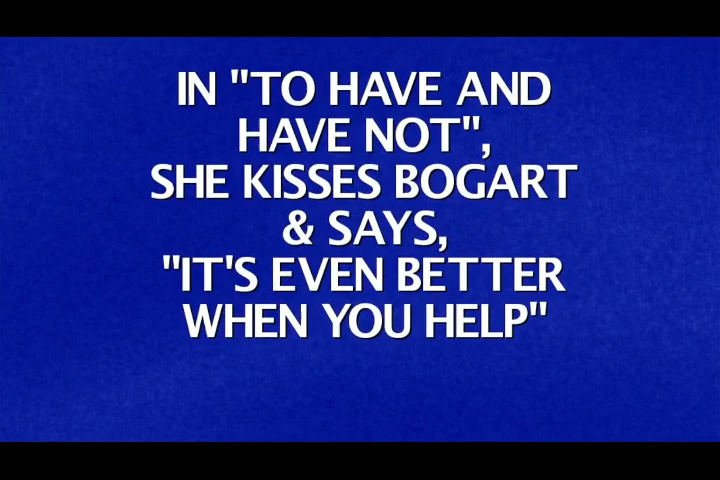 IN "TO HAVE AND
HAVE NOT",
SHE KISSES BOGART
& SAYS,
"IT'S EVEN BETTER
WHEN YOU HELP"